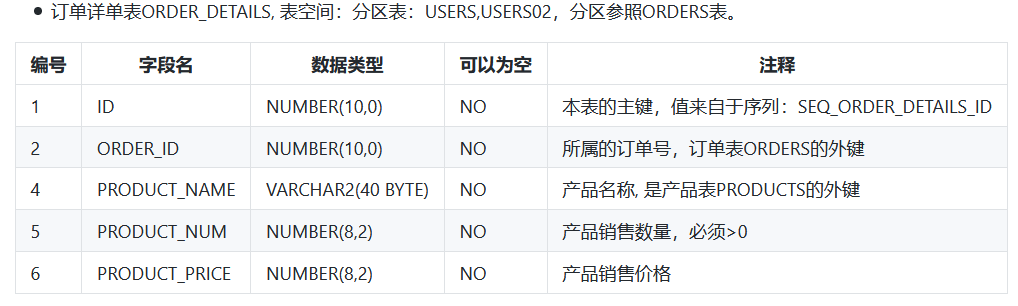 订单详单表ORDER_DETAILS, 表空间：分区表：USERS,USERS02，分区参照ORDERS表。
编号 字段名 数据类型 可以为空 注释
1 ID NUMBER(10,0) NO 本表的主键，值来自于序列：SEQ_ORDER_DETAILS_ID
2 ORDER_ID NUMBER(10,0) NO 所属的订单号，订单表ORDERS的外键
4 PRODUCT_NAME VARCHAR2(40 BYTE) NO 产品名称, 是产品表PRODUCTS的外键
5 PRODUCT_NUM NUMBER(8,2) NO 产品销售数量，必须>0
6 PRODUCT_PRICE NUMBER(8,2) NO 产品销售价格